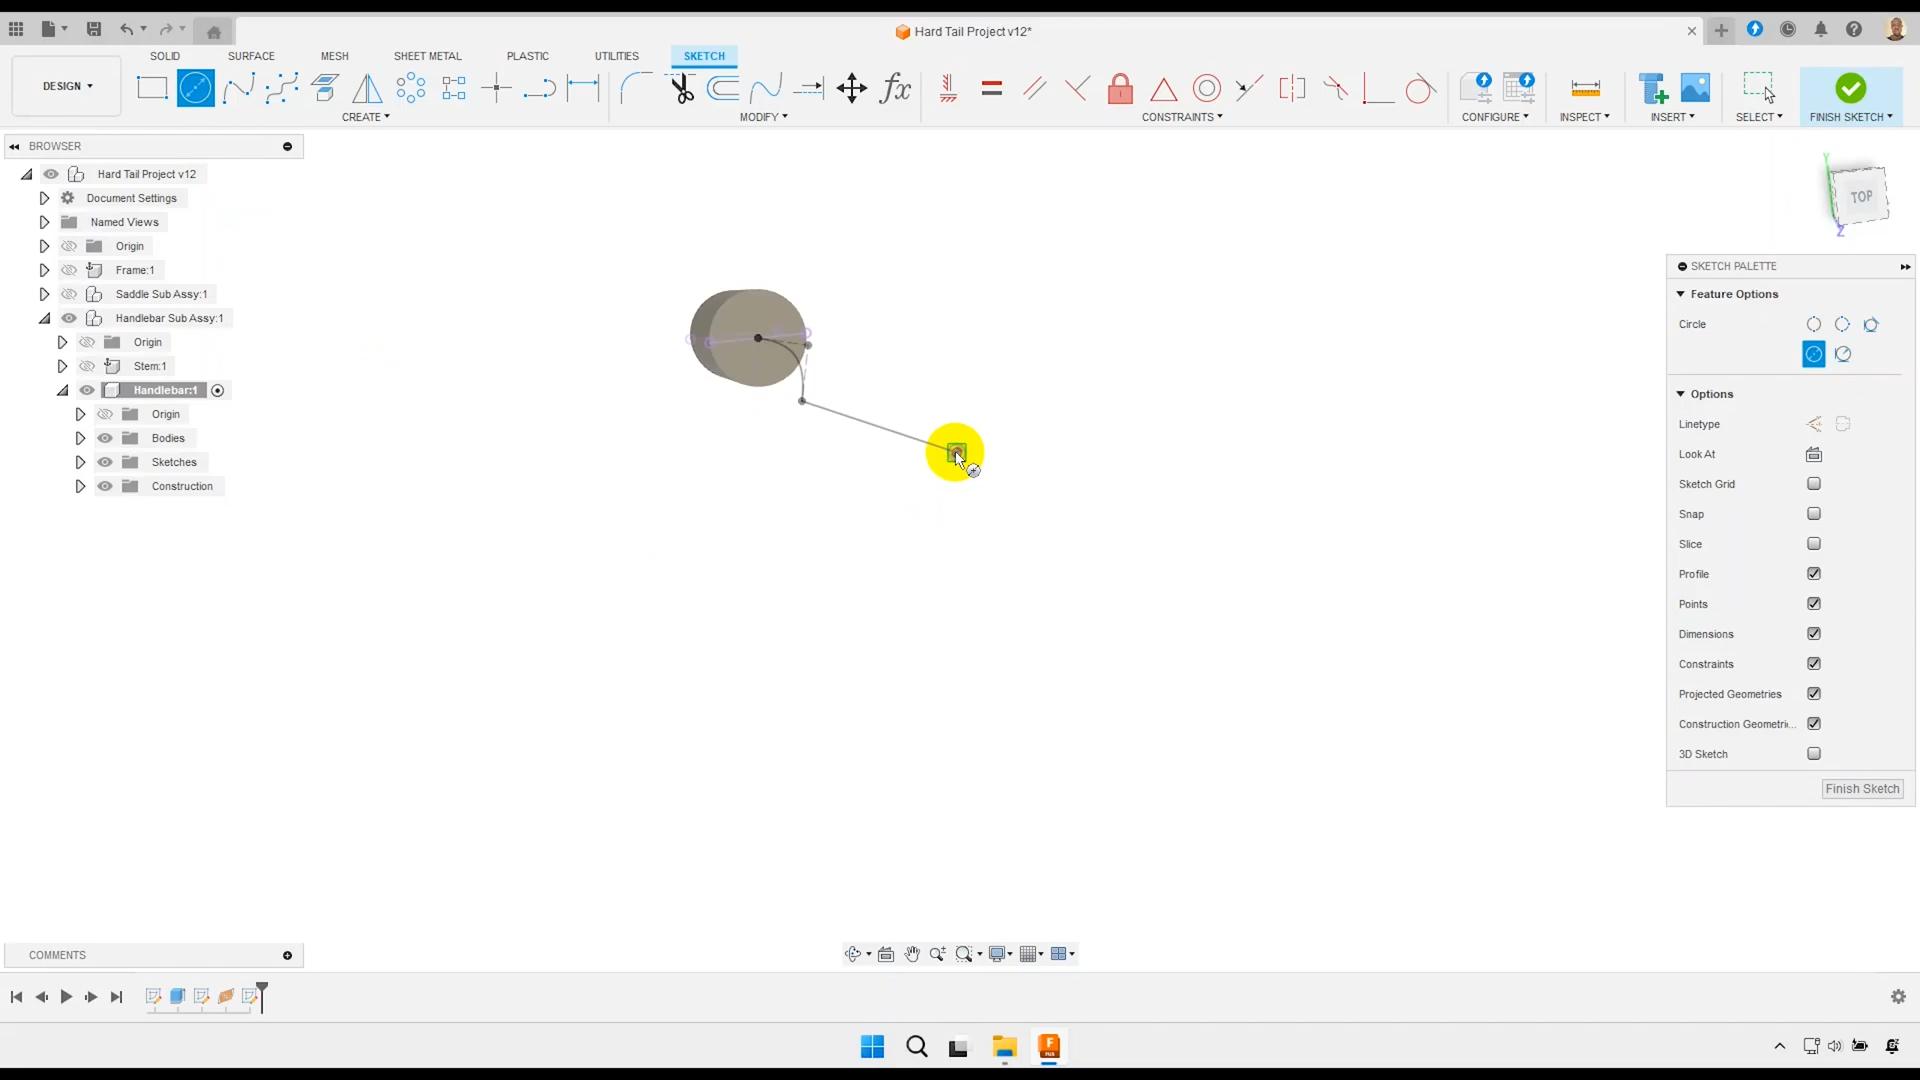 Hard Tail Project v12*
SOLID SURFACE MESH SHEET METAL PLASTIC UTILITIES SKETCH
DESIGN
fx
CREATE MODIFY CONSTRAINTS CONFIGURE INSPECT INSERT SELECT FINISH SKETCH
BROWSER
Hard Tail Project v12
Document Settings
Named Views
Origin
Frame:1
Saddle Sub Assy:1
Handlebar Sub Assy:1
Origin
Stem:1
Handlebar:1
Origin
Bodies
Sketches
Construction
Y
TOP
Z
SKETCH PALETTE
Feature Options
Circle
Options
Linetype
Look At
Sketch Grid
Snap
Slice
Profile
Points
Dimensions
Constraints
Projected Geometries
Construction Geometri...
3D Sketch
Finish Sketch
COMMENTS
F